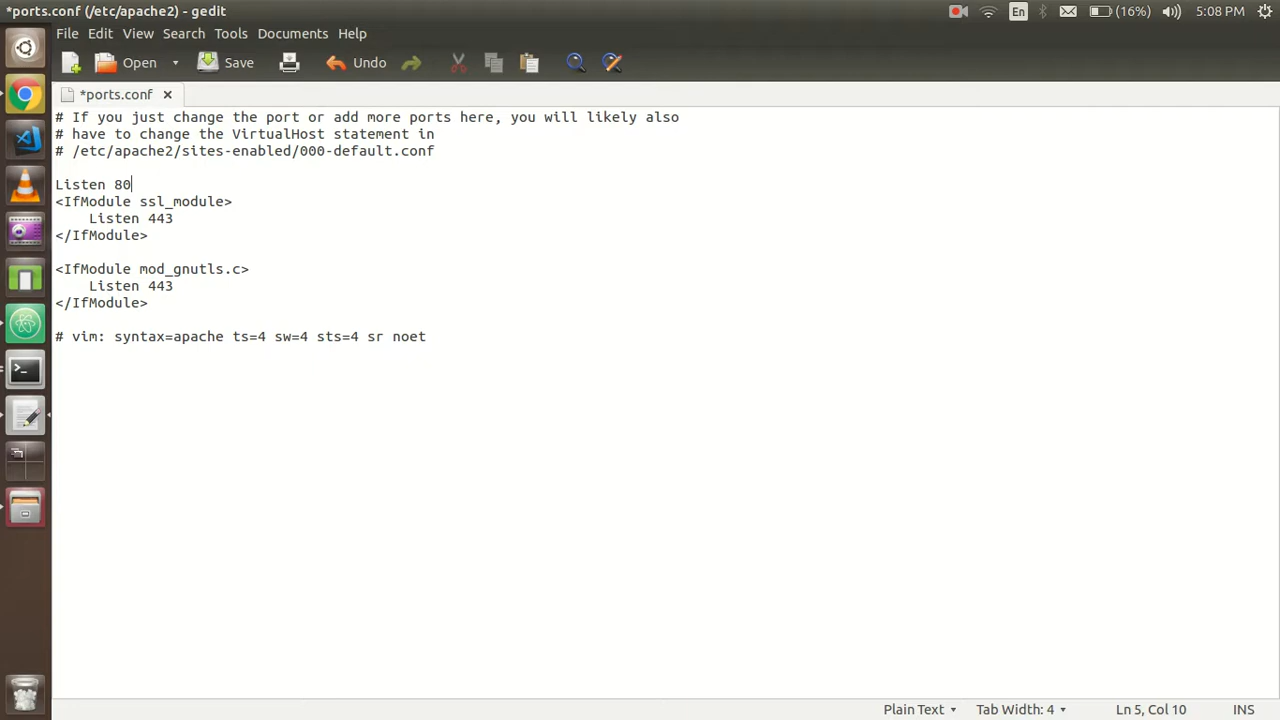 *ports.conf (/etc/apache2) - gedit
En
(16%)
5:08 PM
File Edit View Search Tools Documents Help
Open
Save
Undo
*ports.conf
# If you just change the port or add more ports here, you will likely also
# have to change the VirtualHost statement in
# /etc/apache2/sites-enabled/000-default.conf
Listen 80
<IfModule ssl_module>
Listen 443
</IfModule>
<IfModule mod_gnutls.c>
Listen 443
</IfModule>
# vim: syntax=apache ts=4 sw=4 sts=4 sr noet
Plain Text
Tab Width: 4
Ln 5, Col 10
INS